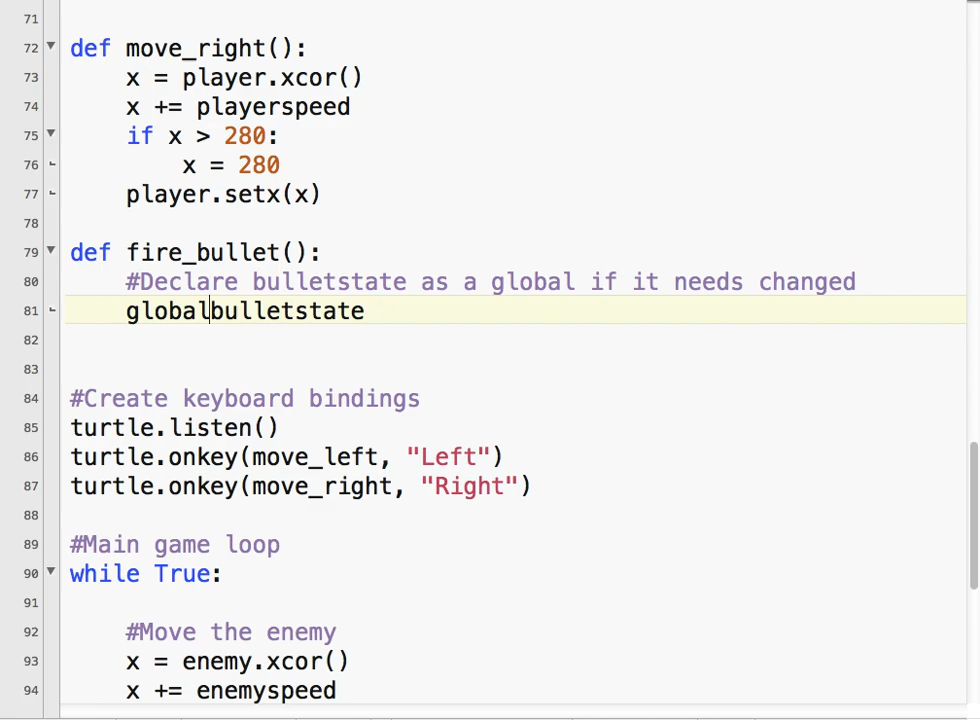 71
72 def move_right():
73 x = player.xcor()
74 x += playerspeed
75 if x > 280:
76 x = 280
77 player.setx(x)
78
79 def fire_bullet():
80 #Declare bulletstate as a global if it needs changed
81 globalbulletstate
82
83
84 #Create keyboard bindings
85 turtle.listen()
86 turtle.onkey(move_left, "Left")
87 turtle.onkey(move_right, "Right")
88
89 #Main game loop
90 while True:
91
92 #Move the enemy
93 x = enemy.xcor()
94 x += enemyspeed